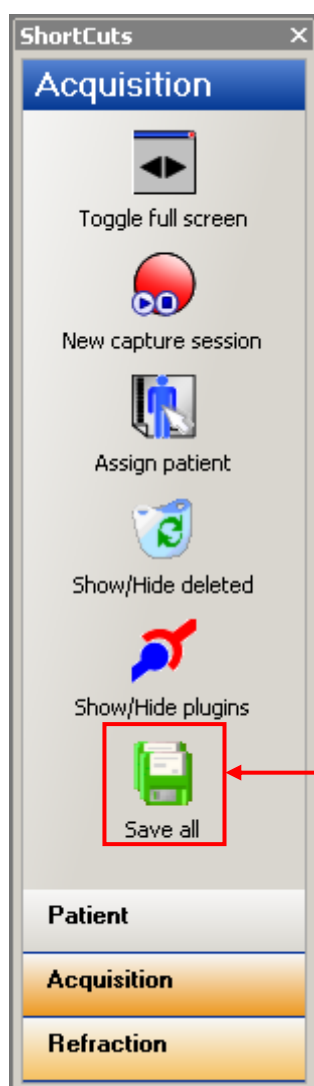 ShortCuts
Acquisition
Toggle full screen
New capture session
Assign patient
Show/Hide deleted
Show/Hide plugins
Save all
Patient
Acquisition
Refraction